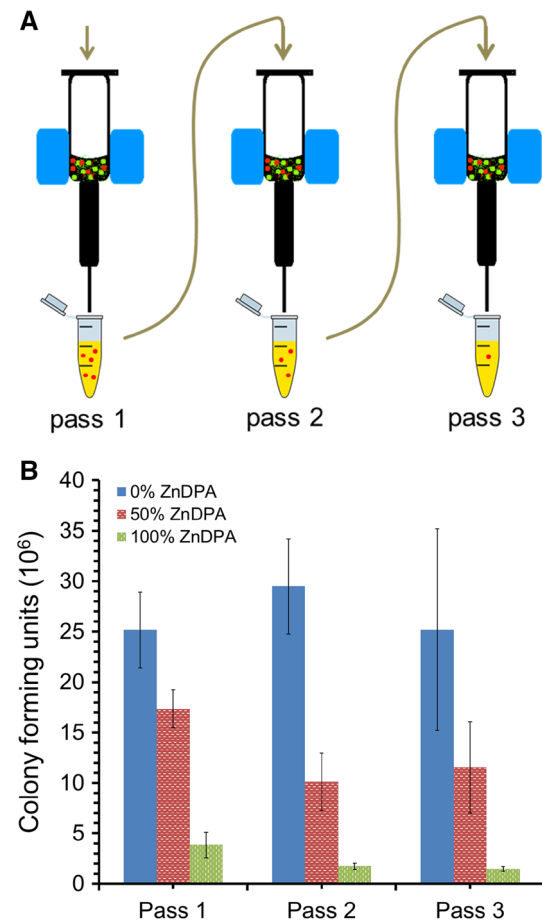 A
pass 1
pass 2
pass 3
B
Colony forming units (10⁶)
40
35
30
25
20
15
10
5
0
0% ZnDPA
50% ZnDPA
100% ZnDPA
Pass 1
Pass 2
Pass 3